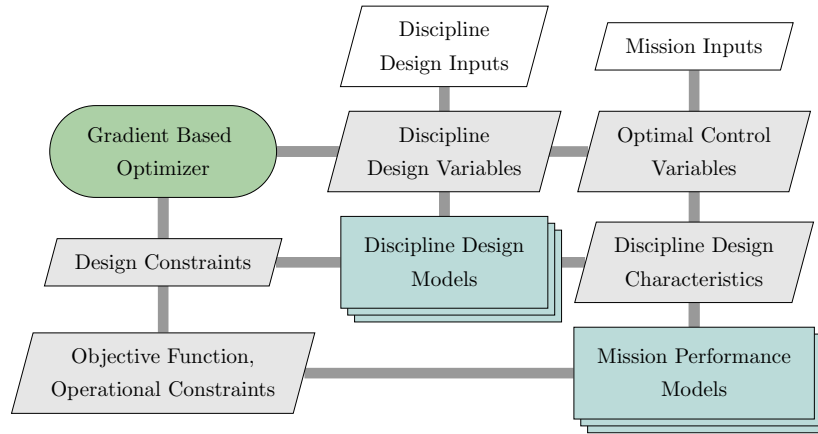 Discipline
Design Inputs
Mission Inputs
Gradient Based
Optimizer
Discipline
Design Variables
Optimal Control
Variables
Design Constraints
Discipline Design
Models
Discipline Design
Characteristics
Objective Function,
Operational Constraints
Mission Performance
Models